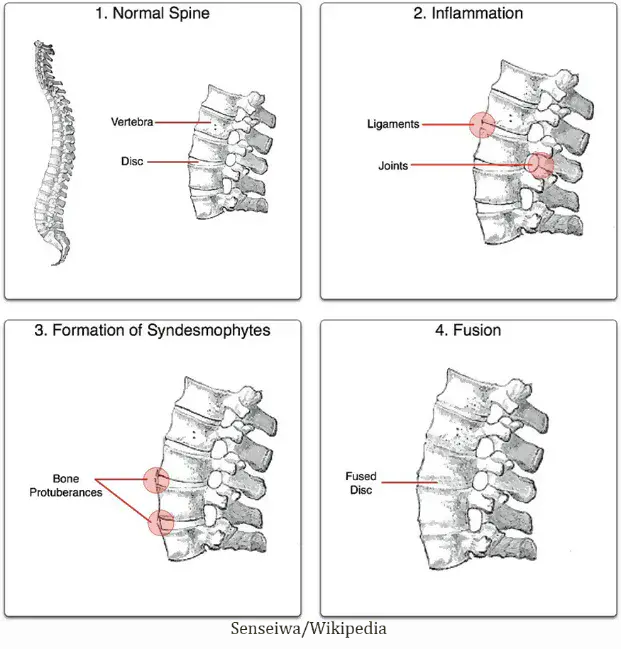 1. Normal Spine
Vertebra
Disc
2. Inflammation
Ligaments
Joints
3. Formation of Syndesmophytes
Bone
Protuberances
4. Fusion
Fused
Disc
Senseiwa/Wikipedia